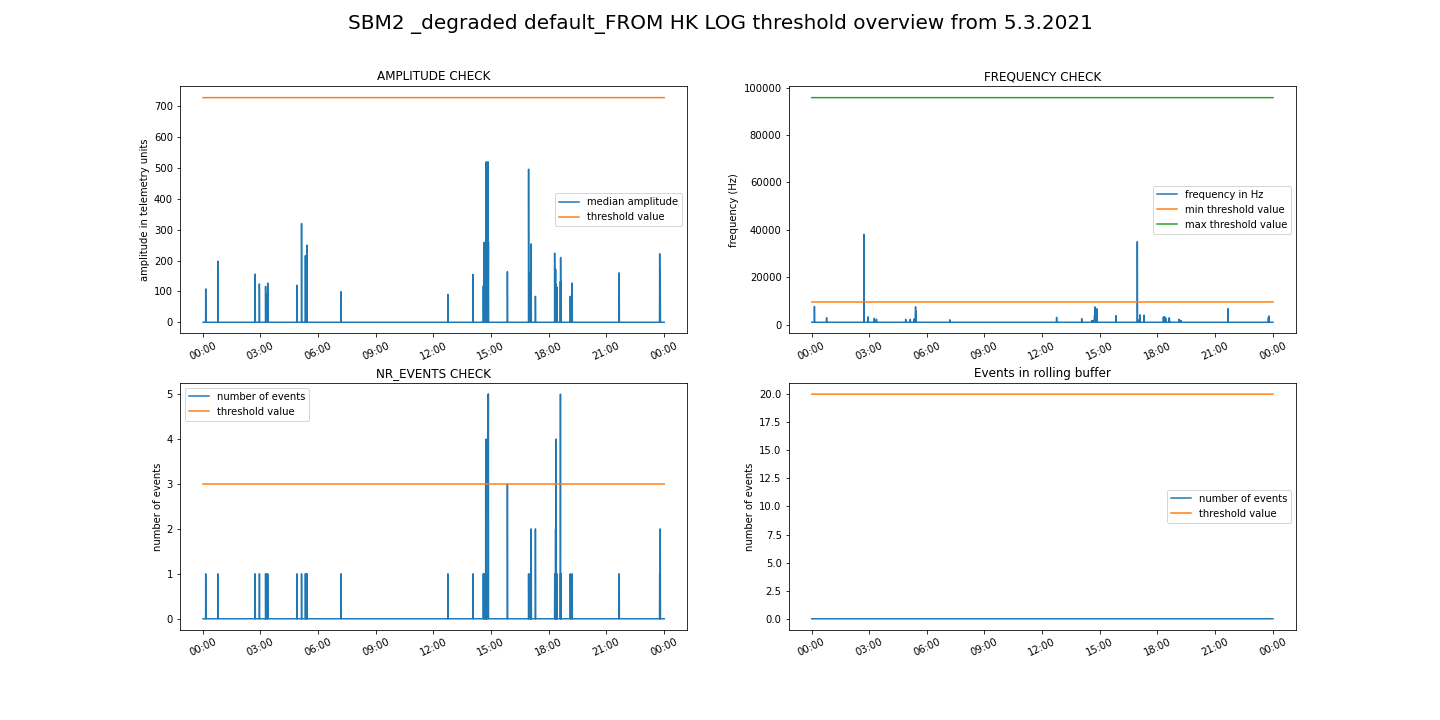 SBM2 _degraded default_FROM HK LOG threshold overview from 5.3.2021
AMPLITUDE CHECK
amplitude in telemetry units
700
600
500
400
300
200
100
0
median amplitude
threshold value
00:00 03:00 06:00 09:00 12:00 15:00 18:00 21:00 00:00
FREQUENCY CHECK
frequency (Hz)
100000
80000
60000
40000
20000
0
frequency in Hz
min threshold value
max threshold value
00:00 03:00 06:00 09:00 12:00 15:00 18:00 21:00 00:00
NR_EVENTS CHECK
number of events
5
4
3
2
1
0
number of events
threshold value
00:00 03:00 06:00 09:00 12:00 15:00 18:00 21:00 00:00
Events in rolling buffer
number of events
20.0
17.5
15.0
12.5
10.0
7.5
5.0
2.5
0.0
number of events
threshold value
00:00 03:00 06:00 09:00 12:00 15:00 18:00 21:00 00:00